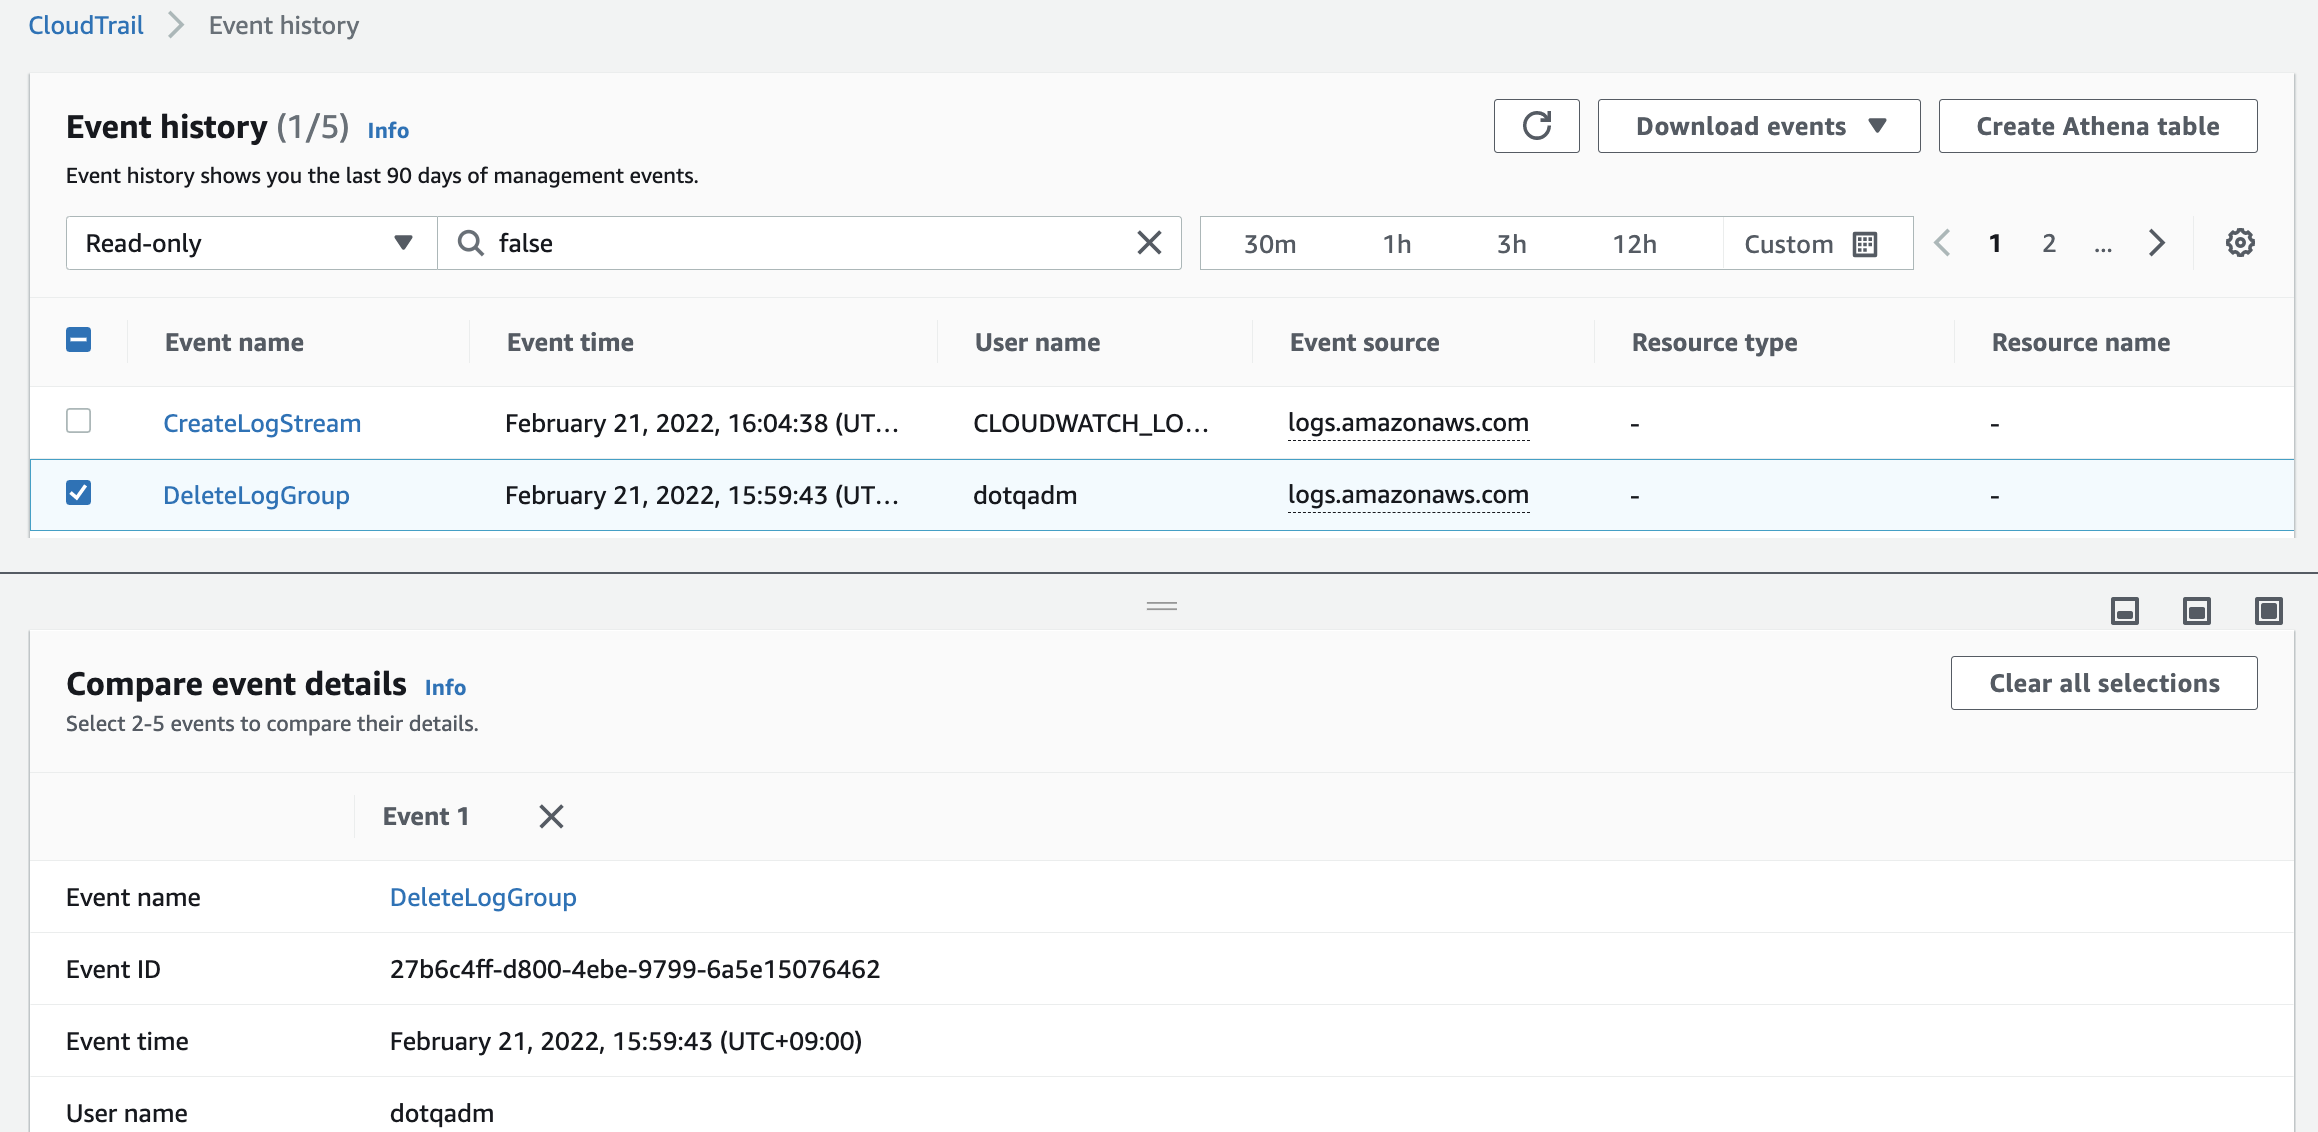 CloudTrail > Event history
Event history (1/5) Info
Download events
Create Athena table
Event history shows you the last 90 days of management events.
Read-only
false
30m 1h 3h 12h Custom
1 2 ...
Event name Event time User name Event source Resource type Resource name
CreateLogStream February 21, 2022, 16:04:38 (UT... CLOUDWATCH_LO... logs.amazonaws.com - -
DeleteLogGroup February 21, 2022, 15:59:43 (UT... dotqadm logs.amazonaws.com - -
Compare event details Info
Clear all selections
Select 2-5 events to compare their details.
Event 1
Event name DeleteLogGroup
Event ID 27b6c4ff-d800-4ebe-9799-6a5e15076462
Event time February 21, 2022, 15:59:43 (UTC+09:00)
User name dotqadm